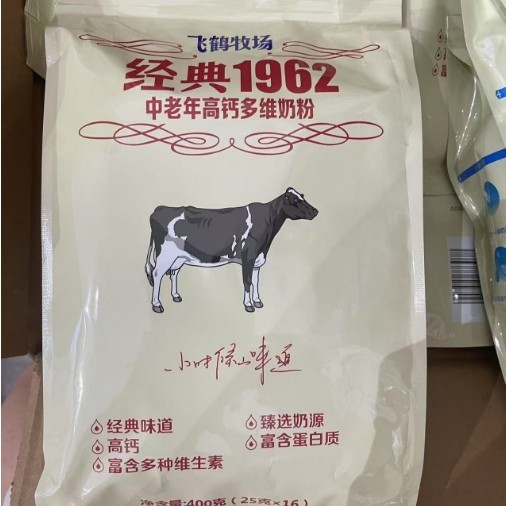 飞鹤牧场
经典1962
中老年高钙多维奶粉
小时候的味道
经典味道
臻选奶源
高钙
富含蛋白质
富含多种维生素
净含量:400克(25克×16)